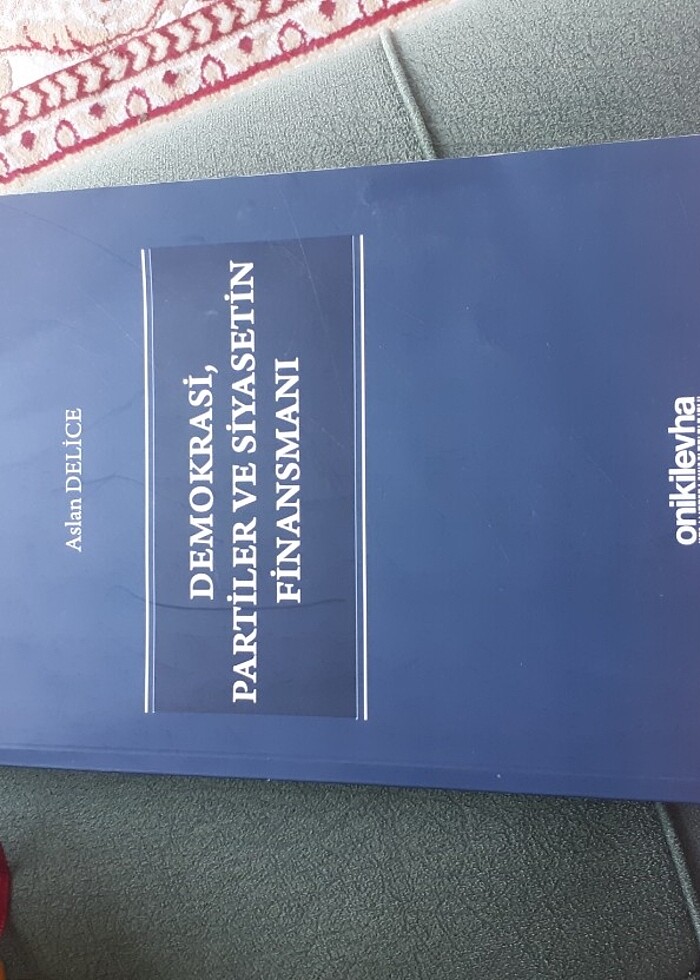 Aslan DELİCE
DEMOKRASİ,
PARTİLER VE SİYASETİN
FİNANSMANI
onikilevha